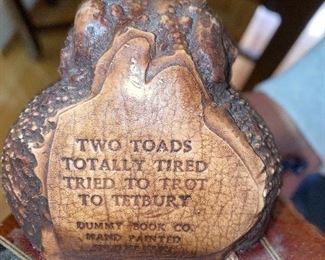 TWO TOADS
TOTALLY TIRED
TRIED TO TROT
TO TETBURY
DUMMY BOOK CO.
HAND PAINTED